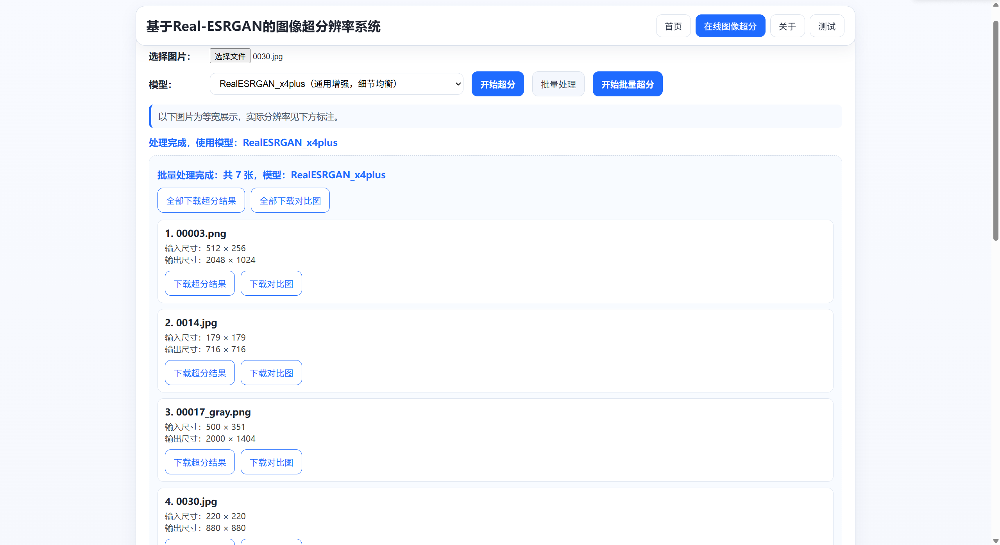 基于Real-ESRGAN的图像超分辨率系统
首页 在线图像超分 关于 测试
选择图片： 选择文件 0030.jpg
模型： RealESRGAN_x4plus（通用增强，细节均衡） 开始超分 批量处理 开始批量超分
以下图片为等宽展示，实际分辨率见下方标注。
处理完成，使用模型：RealESRGAN_x4plus
批量处理完成：共 7 张，模型：RealESRGAN_x4plus
全部下载超分结果 全部下载对比图
1. 00003.png
输入尺寸：512 × 256
输出尺寸：2048 × 1024
下载超分结果 下载对比图
2. 0014.jpg
输入尺寸：179 × 179
输出尺寸：716 × 716
下载超分结果 下载对比图
3. 00017_gray.png
输入尺寸：500 × 351
输出尺寸：2000 × 1404
下载超分结果 下载对比图
4. 0030.jpg
输入尺寸：220 × 220
输出尺寸：880 × 880